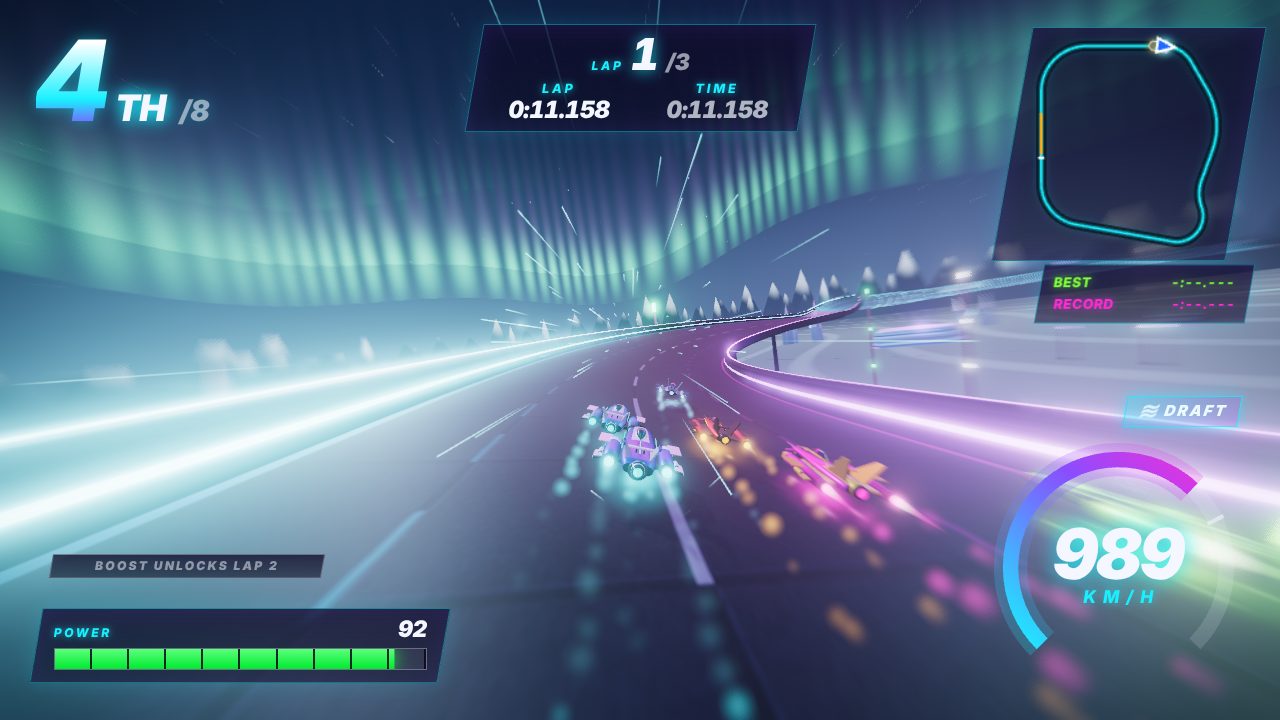 4TH /8
LAP 1 /3
LAP TIME
0:11.158 0:11.158
BEST -:--.---
RECORD -:--.---
DRAFT
989
KM/H
BOOST UNLOCKS LAP 2
POWER 92